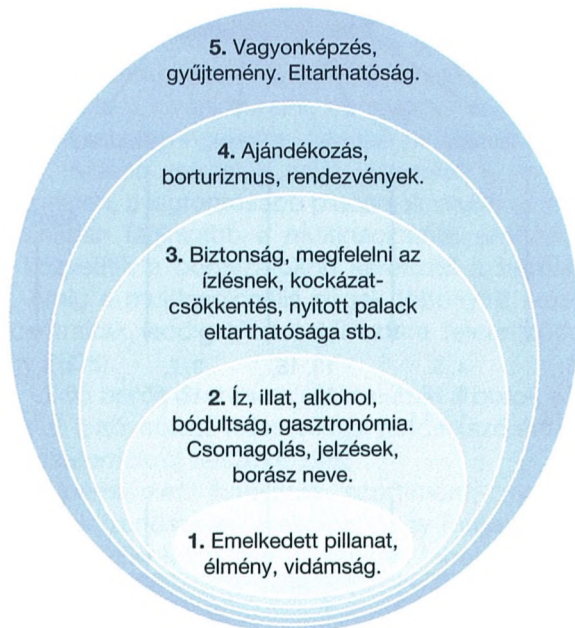 5. Vagyonképzés,
gyűjtemény. Eltarthatóság.
4. Ajándékozás,
borturizmus, rendezvények.
3. Biztonság, megfelelni az
ízlésnek, kockázat-
csökkentés, nyitott palack
eltarthatósága stb.
2. Íz, illat, alkohol,
bódultság, gasztronómia.
Csomagolás, jelzések,
borász neve.
1. Emelkedett pillanat,
élmény, vidámság.